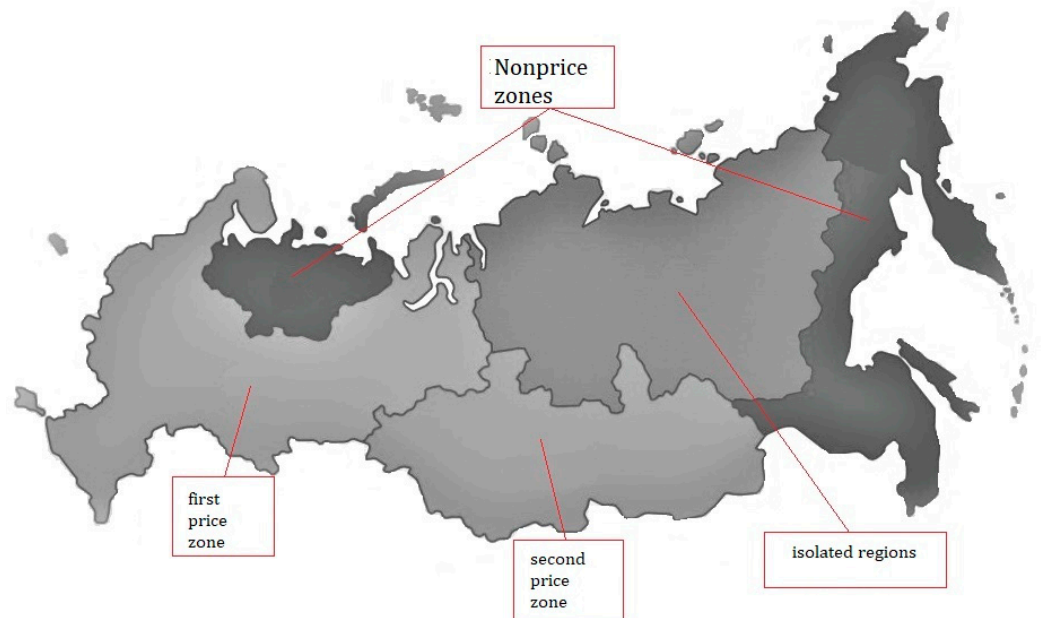 Nonprice
zones
first
price
zone
second
price
zone
isolated regions